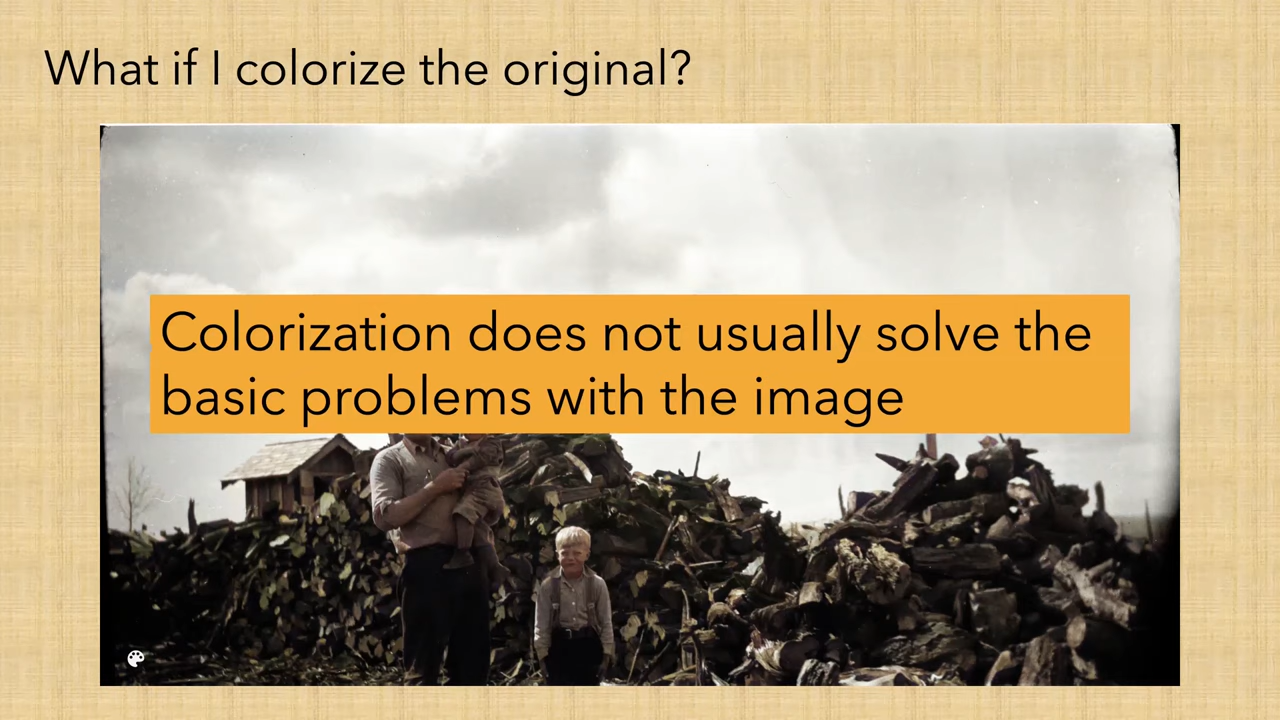 What if I colorize the original?
Colorization does not usually solve the
basic problems with the image